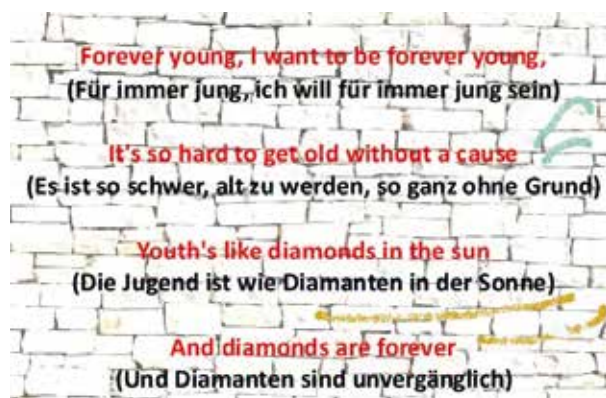 Forever young, I want to be forever young,
(Für immer jung, ich will für immer jung sein)
It's so hard to get old without a cause
(Es ist so schwer, alt zu werden, so ganz ohne Grund)
Youth's like diamonds in the sun
(Die Jugend ist wie Diamanten in der Sonne)
And diamonds are forever
(Und Diamanten sind unvergänglich)